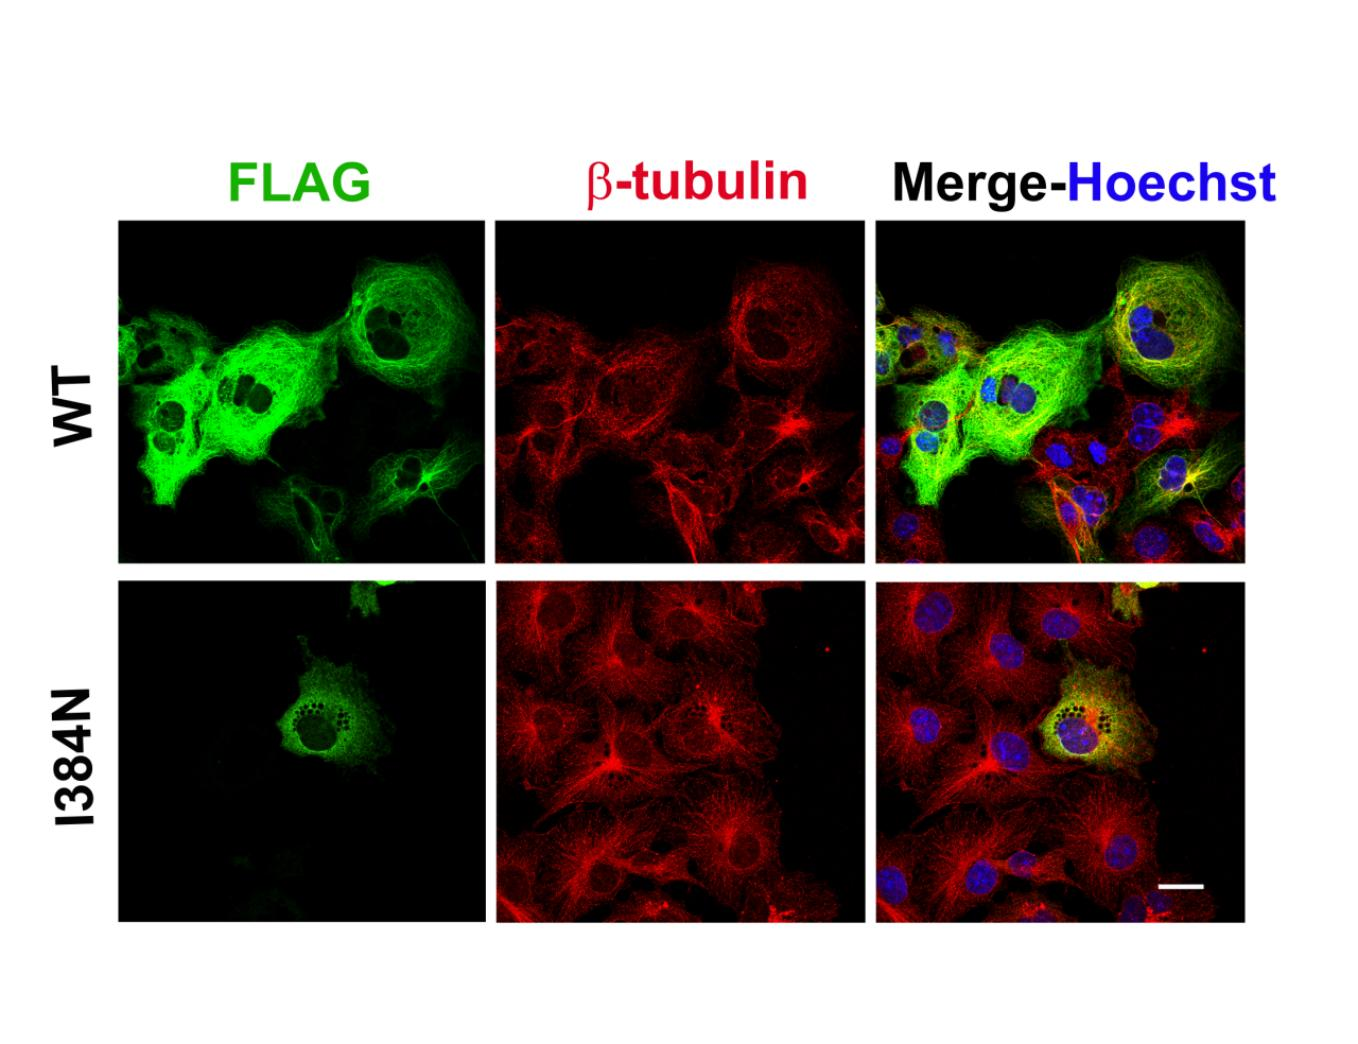 FLAG
β-tubulin
Merge-Hoechst
WT
I384N